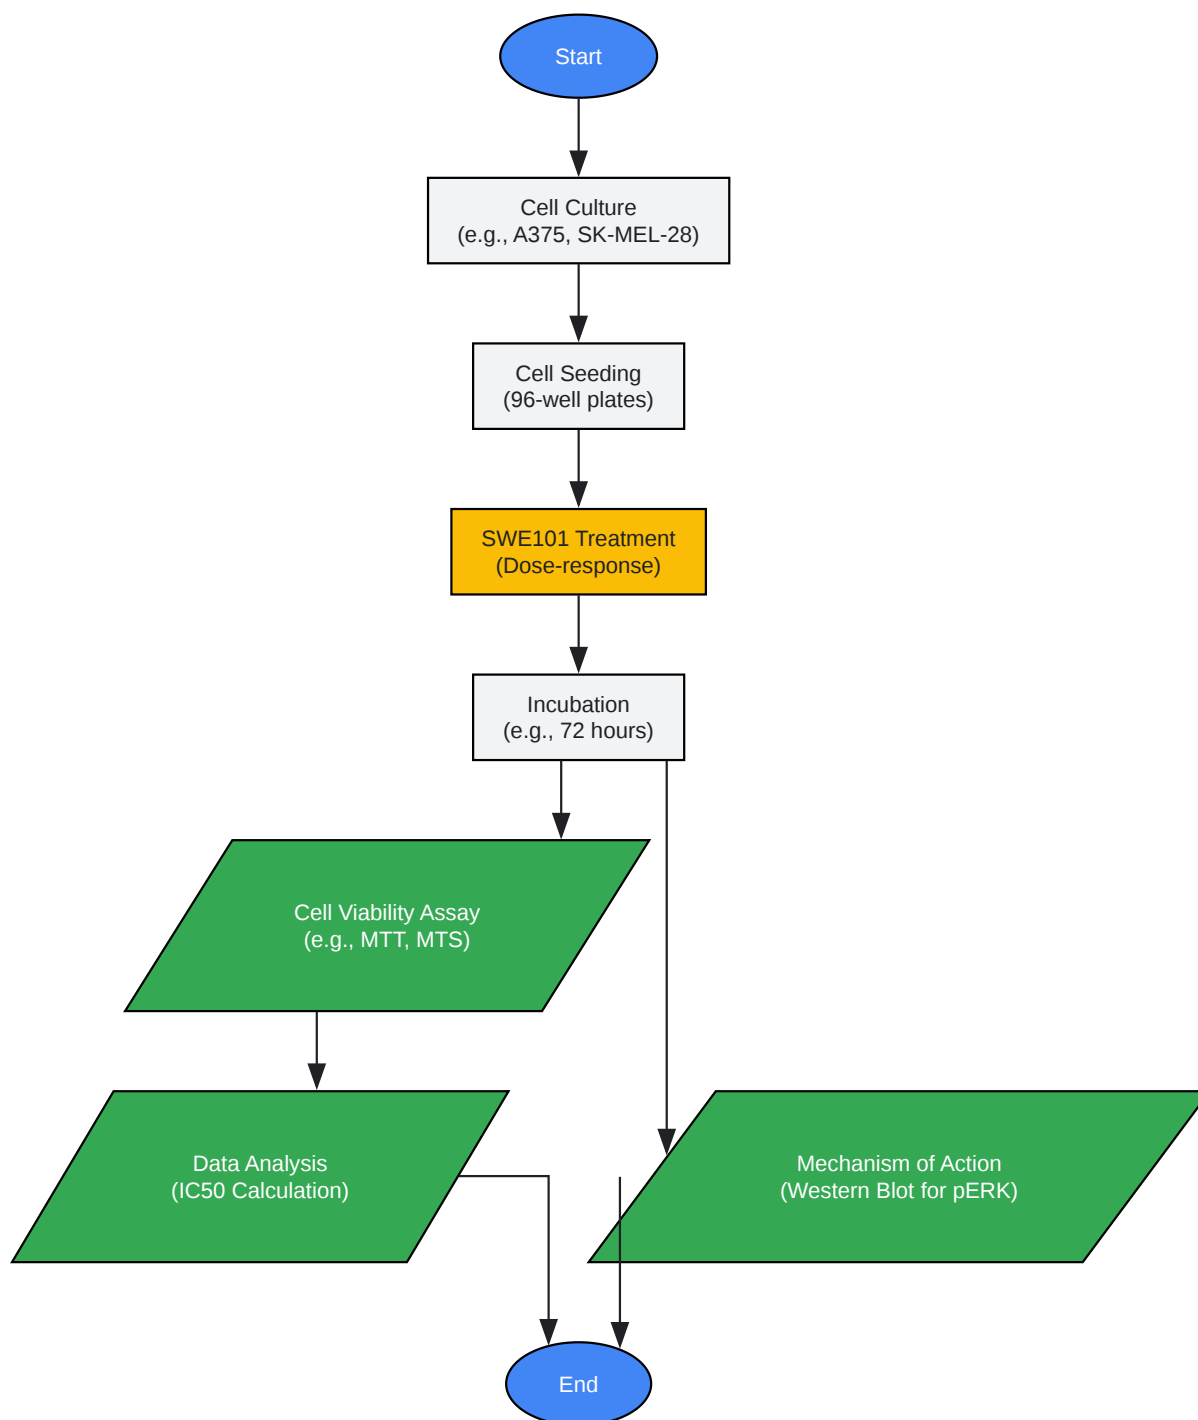 Start
Cell Culture
(e.g., A375, SK-MEL-28)
Cell Seeding
(96-well plates)
SWE101 Treatment
(Dose-response)
Incubation
(e.g., 72 hours)
Cell Viability Assay
(e.g., MTT, MTS)
Data Analysis
(IC50 Calculation)
Mechanism of Action
(Western Blot for pERK)
End